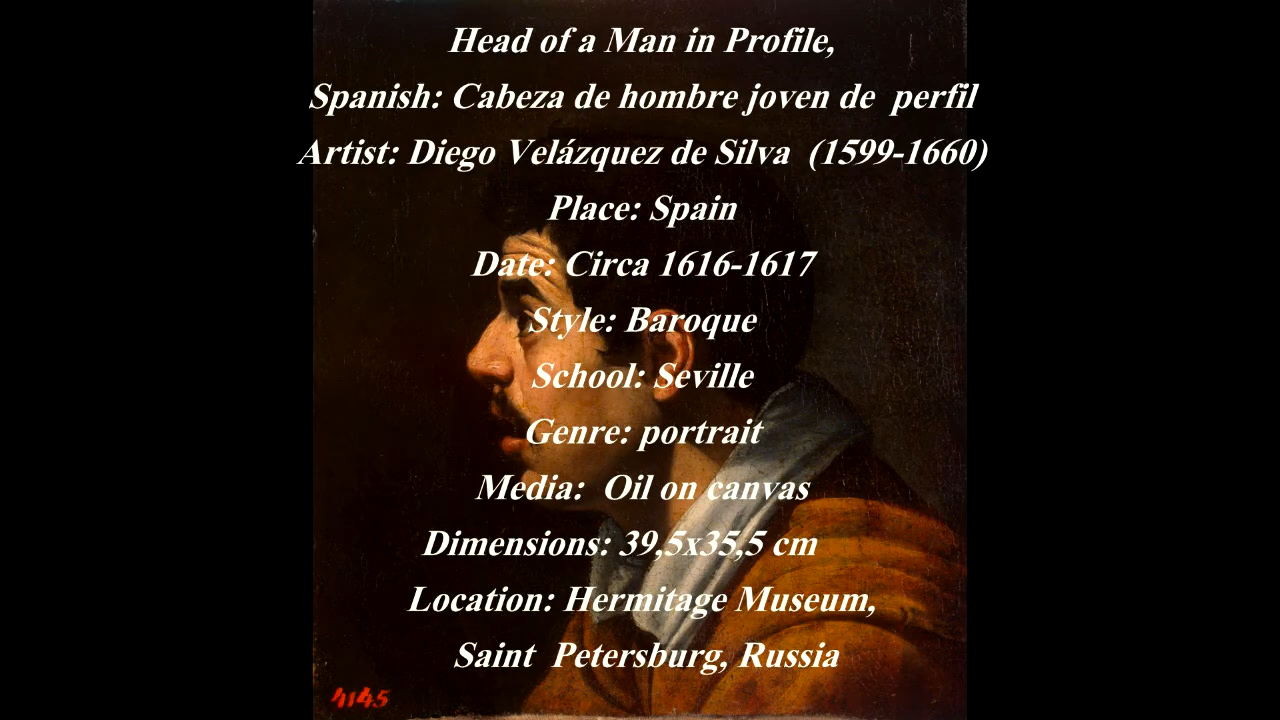 Head of a Man in Profile,
Spanish: Cabeza de hombre joven de perfil
Artist: Diego Velázquez de Silva (1599-1660)
Place: Spain
Date: Circa 1616-1617
Style: Baroque
School: Seville
Genre: portrait
Media: Oil on canvas
Dimensions: 39,5x35,5 cm
Location: Hermitage Museum,
Saint Petersburg, Russia
4145